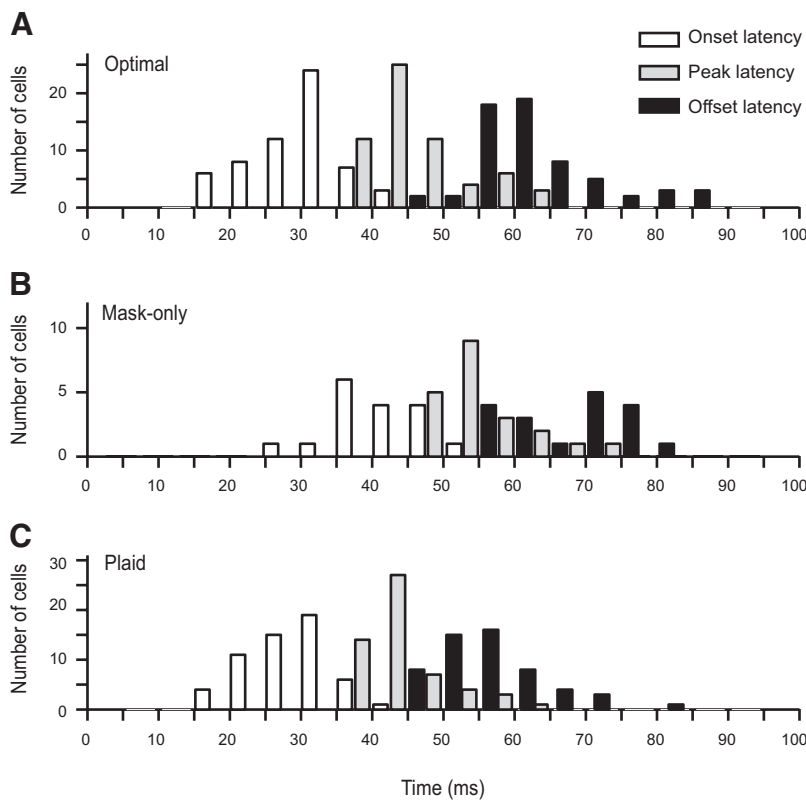 A
Optimal
Onset latency
Peak latency
Offset latency
Number of cells
20
10
0
0 10 20 30 40 50 60 70 80 90 100
B
Mask-only
Number of cells
10
5
0
0 10 20 30 40 50 60 70 80 90 100
C
Plaid
Number of cells
30
20
10
0
0 10 20 30 40 50 60 70 80 90 100
Time (ms)